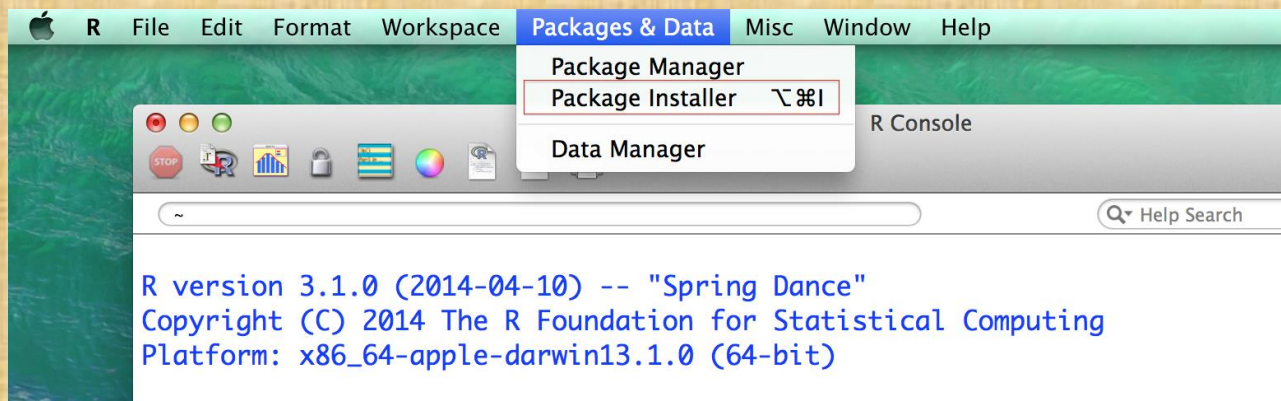 R File Edit Format Workspace Packages & Data Misc Window Help
Package Manager
Package Installer ⌥⌘I
Data Manager
R Console
STOP
~
Help Search
R version 3.1.0 (2014-04-10) -- "Spring Dance"
Copyright (C) 2014 The R Foundation for Statistical Computing
Platform: x86_64-apple-darwin13.1.0 (64-bit)